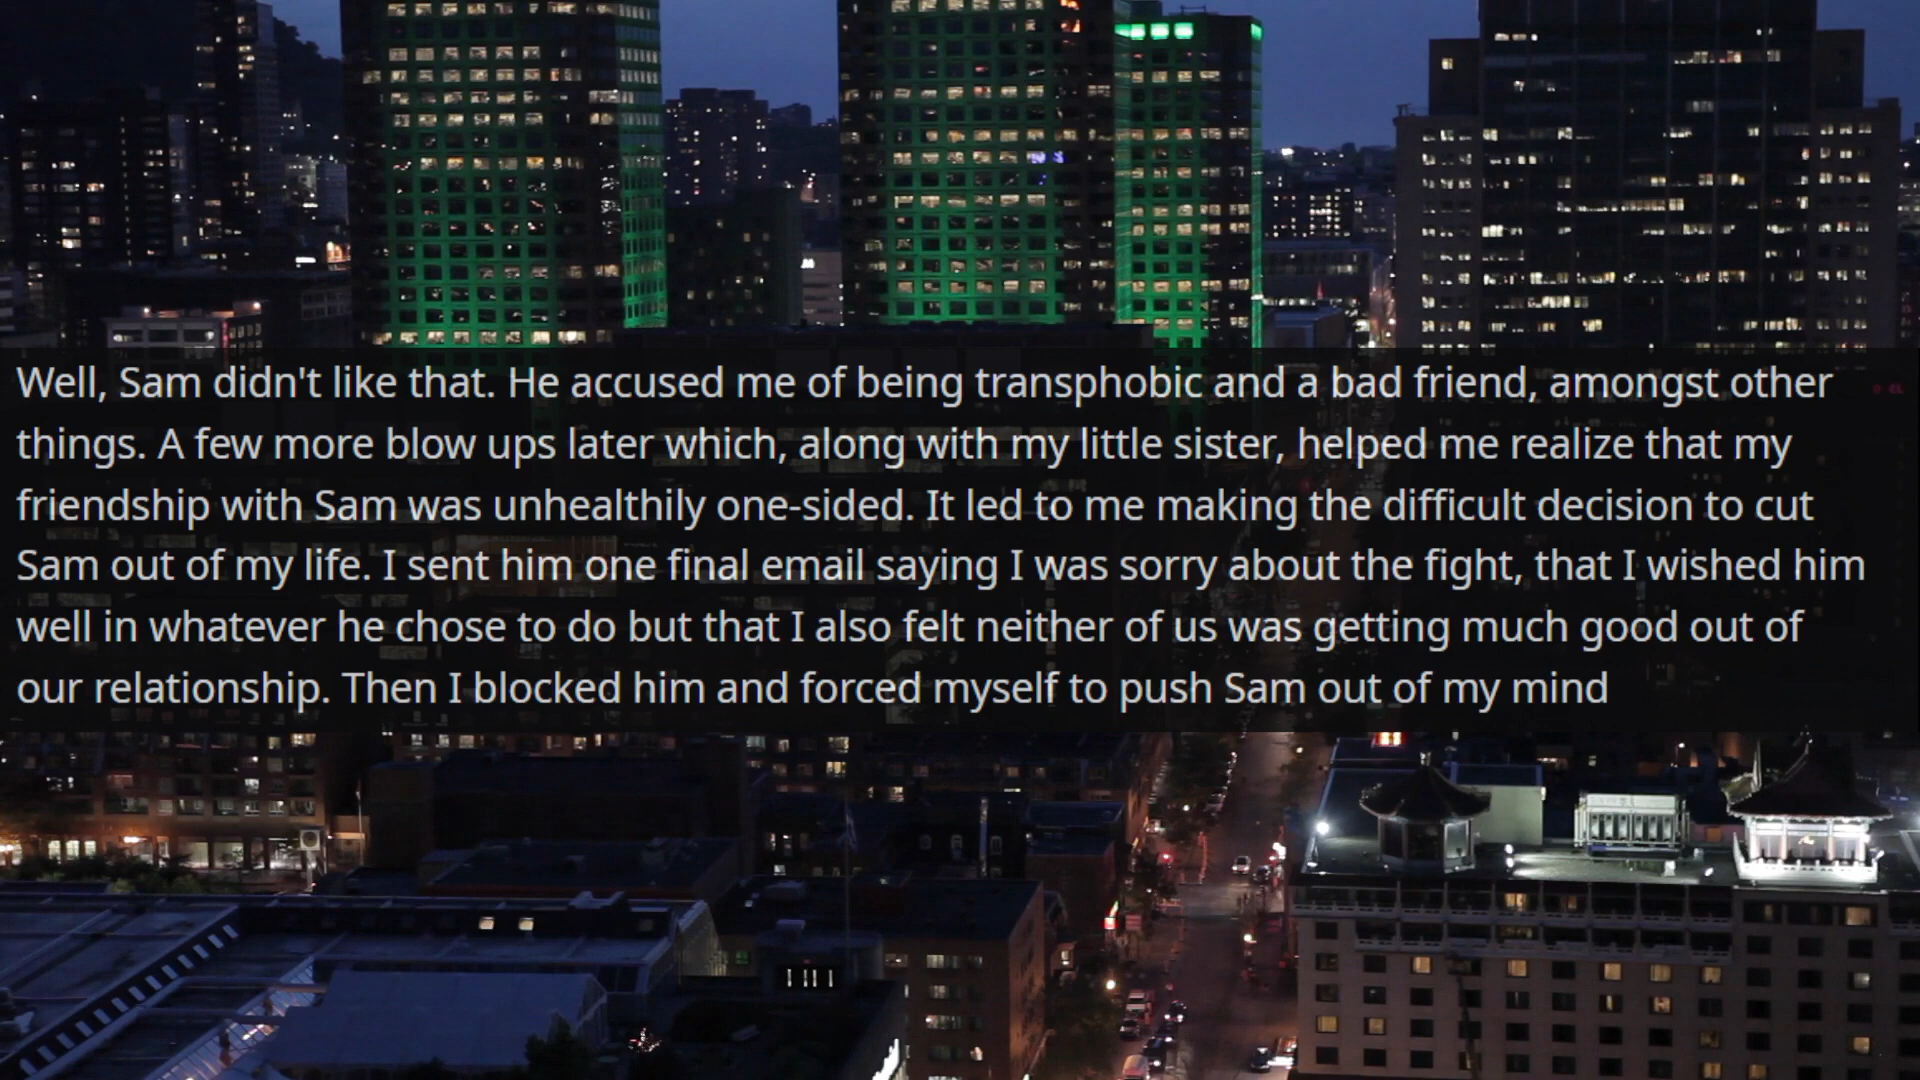 Well, Sam didn't like that. He accused me of being transphobic and a bad friend, amongst other
things. A few more blow ups later which, along with my little sister, helped me realize that my
friendship with Sam was unhealthily one-sided. It led to me making the difficult decision to cut
Sam out of my life. I sent him one final email saying I was sorry about the fight, that I wished him
well in whatever he chose to do but that I also felt neither of us was getting much good out of
our relationship. Then I blocked him and forced myself to push Sam out of my mind